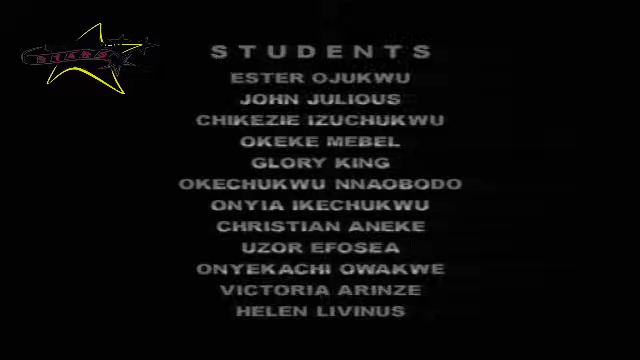 STARS
STUDENTS
ESTER OJUKWU
JOHN JULIOUS
CHIKEZIE IZUCHUKWU
OKEKE MEBEL
GLORY KING
OKECHUKWU NNAOBODO
ONYIA IKECHUKWU
CHRISTIAN ANEKE
UZOR EFOSEA
ONYEKACHI OWAKWE
VICTORIA ARINZE
HELEN LIVINUS